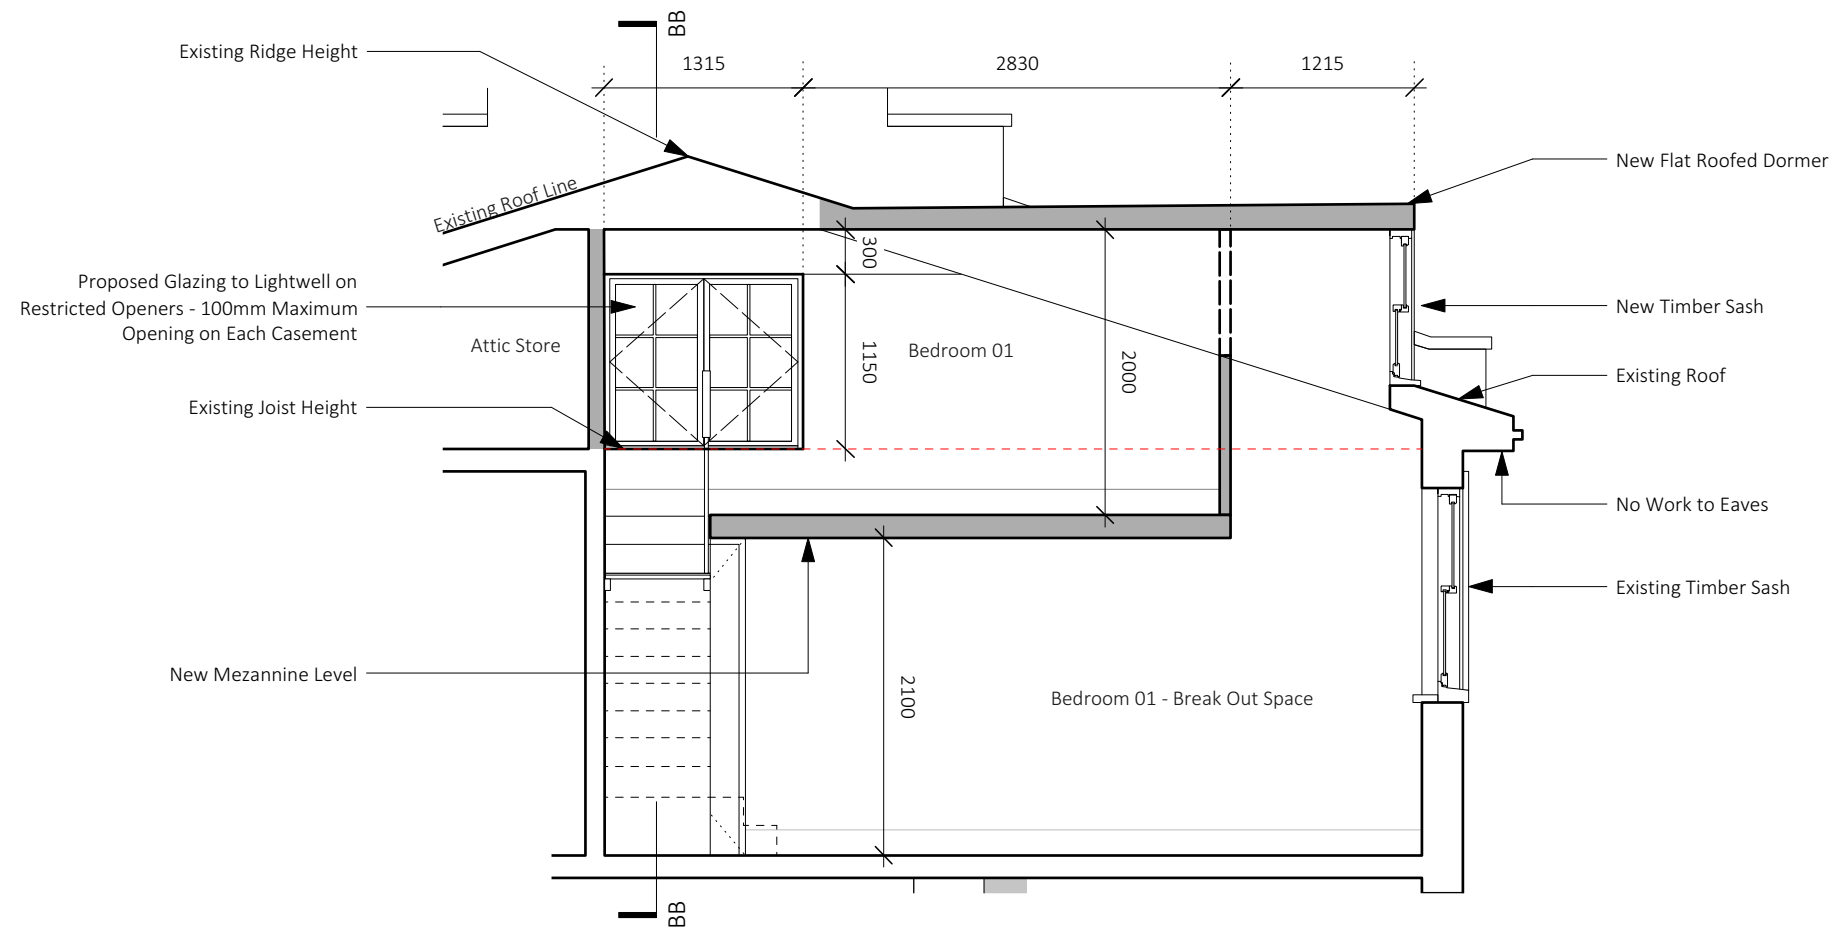 BB
Existing Ridge Height
1315
2830
1215
New Flat Roofed Dormer
Existing Roof Line
300
Proposed Glazing to Lightwell on
Restricted Openers - 100mm Maximum
Opening on Each Casement
New Timber Sash
Attic Store
1150
Bedroom 01
2000
Existing Roof
Existing Joist Height
No Work to Eaves
Existing Timber Sash
New Mezannine Level
2100
Bedroom 01 - Break Out Space
BB